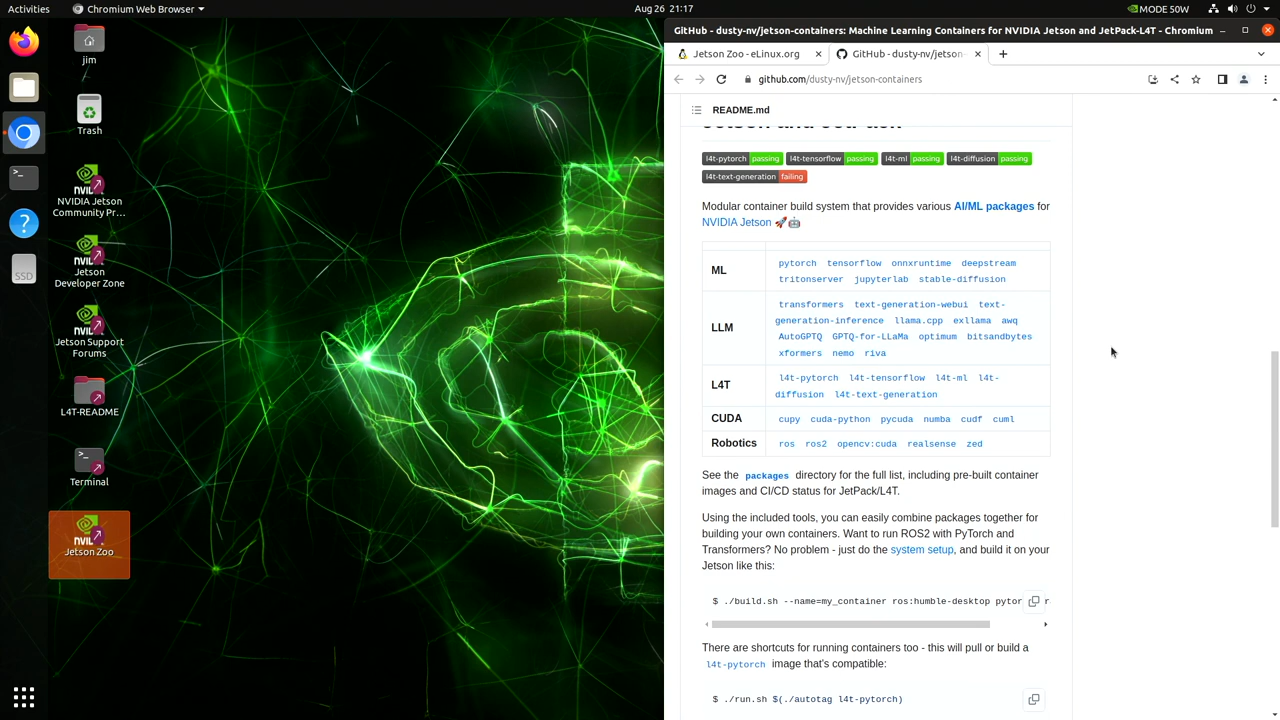 Activities
Chromium Web Browser
Aug 26 21:17
MODE 50W
jim
Trash
NVIDIA Jetson
Community Pr…
Jetson
Developer Zone
Jetson Support
Forums
L4T-README
Terminal
Jetson Zoo
SSD
GitHub - dusty-nv/jetson-containers: Machine Learning Containers for NVIDIA Jetson and JetPack-L4T - Chromium
Jetson Zoo - eLinux.org
GitHub - dusty-nv/jetson-
github.com/dusty-nv/jetson-containers
README.md
Jetson and JetPack
l4t-pytorch passing l4t-tensorflow passing l4t-ml passing l4t-diffusion passing
l4t-text-generation failing
Modular container build system that provides various AI/ML packages for
NVIDIA Jetson 🚀🤖
ML
pytorch tensorflow onnxruntime deepstream
tritonserver jupyterlab stable-diffusion
LLM
transformers text-generation-webui text-
generation-inference llama.cpp exllama awq
AutoGPTQ GPTQ-for-LLaMa optimum bitsandbytes
xformers nemo riva
L4T
l4t-pytorch l4t-tensorflow l4t-ml l4t-
diffusion l4t-text-generation
CUDA cupy cuda-python pycuda numba cudf cuml
Robotics ros ros2 opencv:cuda realsense zed
See the packages directory for the full list, including pre-built container
images and CI/CD status for JetPack/L4T.
Using the included tools, you can easily combine packages together for
building your own containers. Want to run ROS2 with PyTorch and
Transformers? No problem - just do the system setup, and build it on your
Jetson like this:
$ ./build.sh --name=my_container ros:humble-desktop pytor
There are shortcuts for running containers too - this will pull or build a
l4t-pytorch image that's compatible:
$ ./run.sh $(./autotag l4t-pytorch)